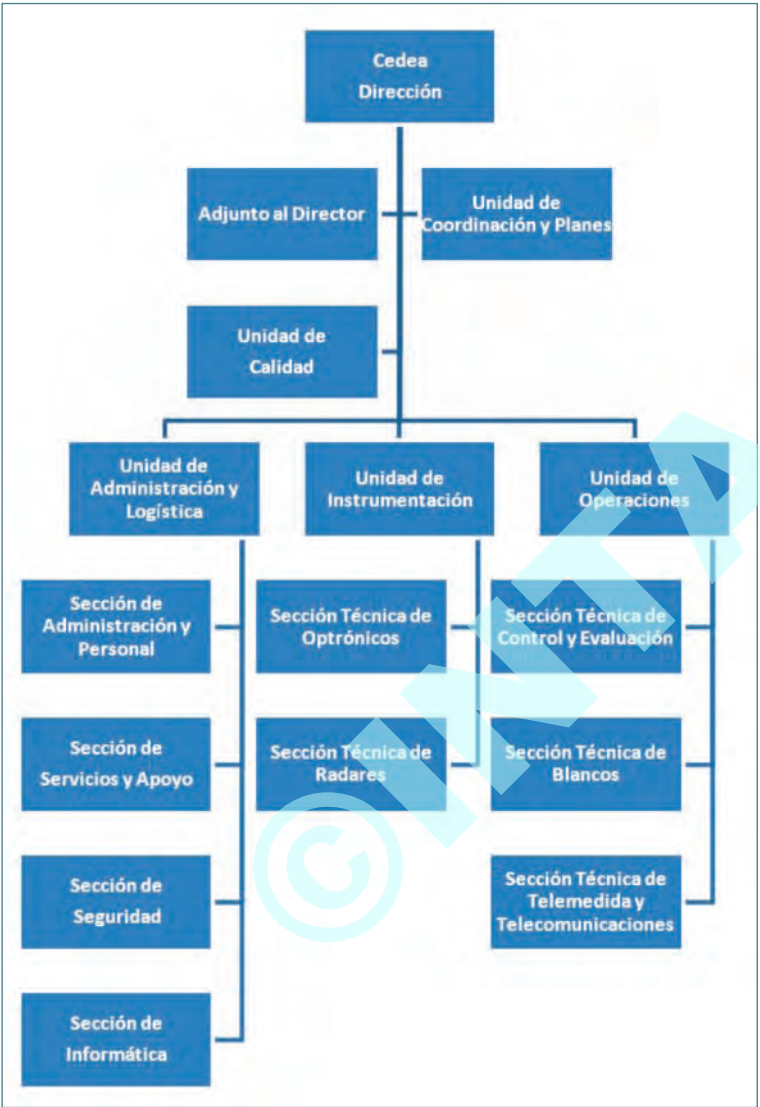 Cedea
Dirección
Adjunto al Director
Unidad de
Coordinación y Planes
Unidad de
Calidad
Unidad de
Administración y
Logística
Unidad de
Instrumentación
Unidad de
Operaciones
Sección de
Administración y
Personal
Sección Técnica de
Optrónicos
Sección Técnica de
Control y Evaluación
Sección de
Servicios y Apoyo
Sección Técnica de
Radares
Sección Técnica de
Blancos
Sección de
Seguridad
Sección Técnica de
Telemedida y
Telecomunicaciones
Sección de
Informática
©INTA